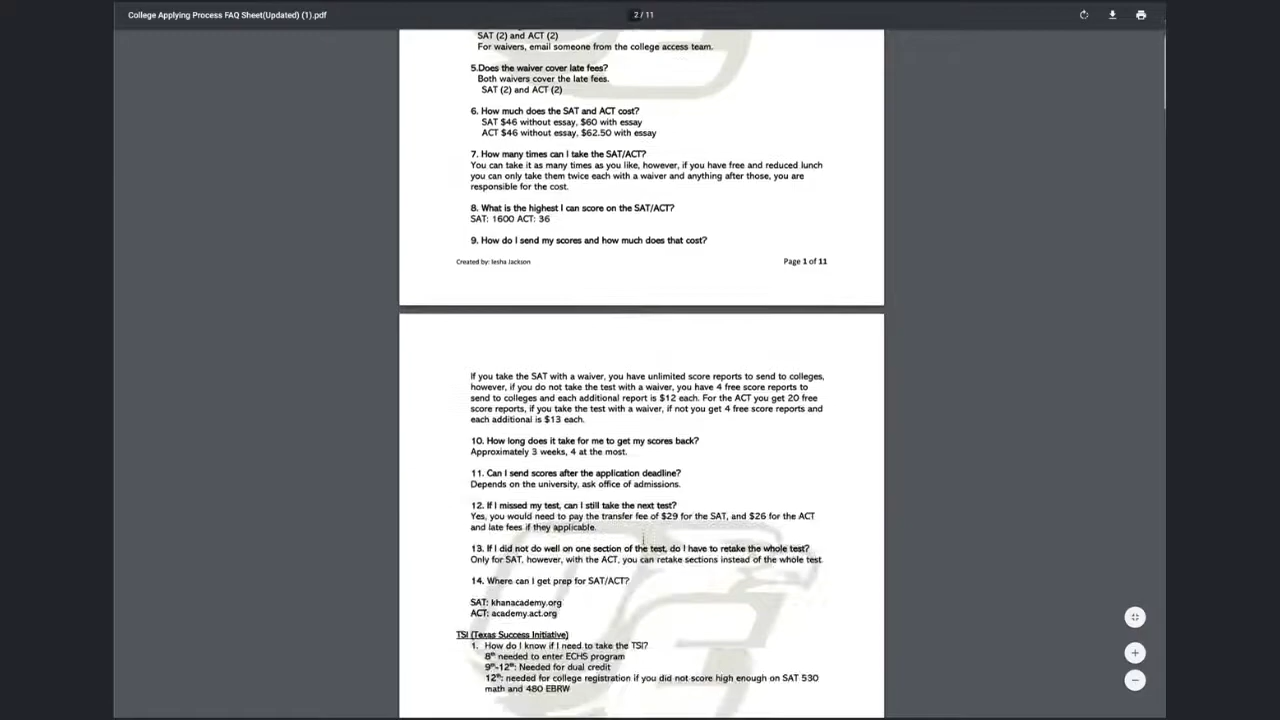 College Applying Process FAQ Sheet(Updated) (1).pdf
2 / 11
SAT (2) and ACT (2)
For waivers, email someone from the college access team.
5.Does the waiver cover late fees?
Both waivers cover the late fees.
SAT (2) and ACT (2)
6. How much does the SAT and ACT cost?
SAT $46 without essay, $60 with essay
ACT $46 without essay, $62.50 with essay
7. How many times can I take the SAT/ACT?
You can take it as many times as you like, however, if you have free and reduced lunch
you can only take them twice each with a waiver and anything after those, you are
responsible for the cost.
8. What is the highest I can score on the SAT/ACT?
SAT: 1600 ACT: 36
9. How do I send my scores and how much does that cost?
Created by: Iesha Jackson
Page 1 of 11
If you take the SAT with a waiver, you have unlimited score reports to send to colleges,
however, if you do not take the test with a waiver, you have 4 free score reports to
send to colleges and each additional report is $12 each. For the ACT you get 20 free
score reports, if you take the test with a waiver, if not you get 4 free score reports and
each additional is $13 each.
10. How long does it take for me to get my scores back?
Approximately 3 weeks, 4 at the most.
11. Can I send scores after the application deadline?
Depends on the university, ask office of admissions.
12. If I missed my test, can I still take the next test?
Yes, you would need to pay the transfer fee of $29 for the SAT, and $26 for the ACT
and late fees if they applicable.
13. If I did not do well on one section of the test, do I have to retake the whole test?
Only for SAT, however, with the ACT, you can retake sections instead of the whole test.
14. Where can I get prep for SAT/ACT?
SAT: khanacademy.org
ACT: academy.act.org
TSI (Texas Success Initiative)
1. How do I know if I need to take the TSI?
8th needed to enter ECHS program
9th-12th: Needed for dual credit
12th: needed for college registration if you did not score high enough on SAT 530
math and 480 EBRW